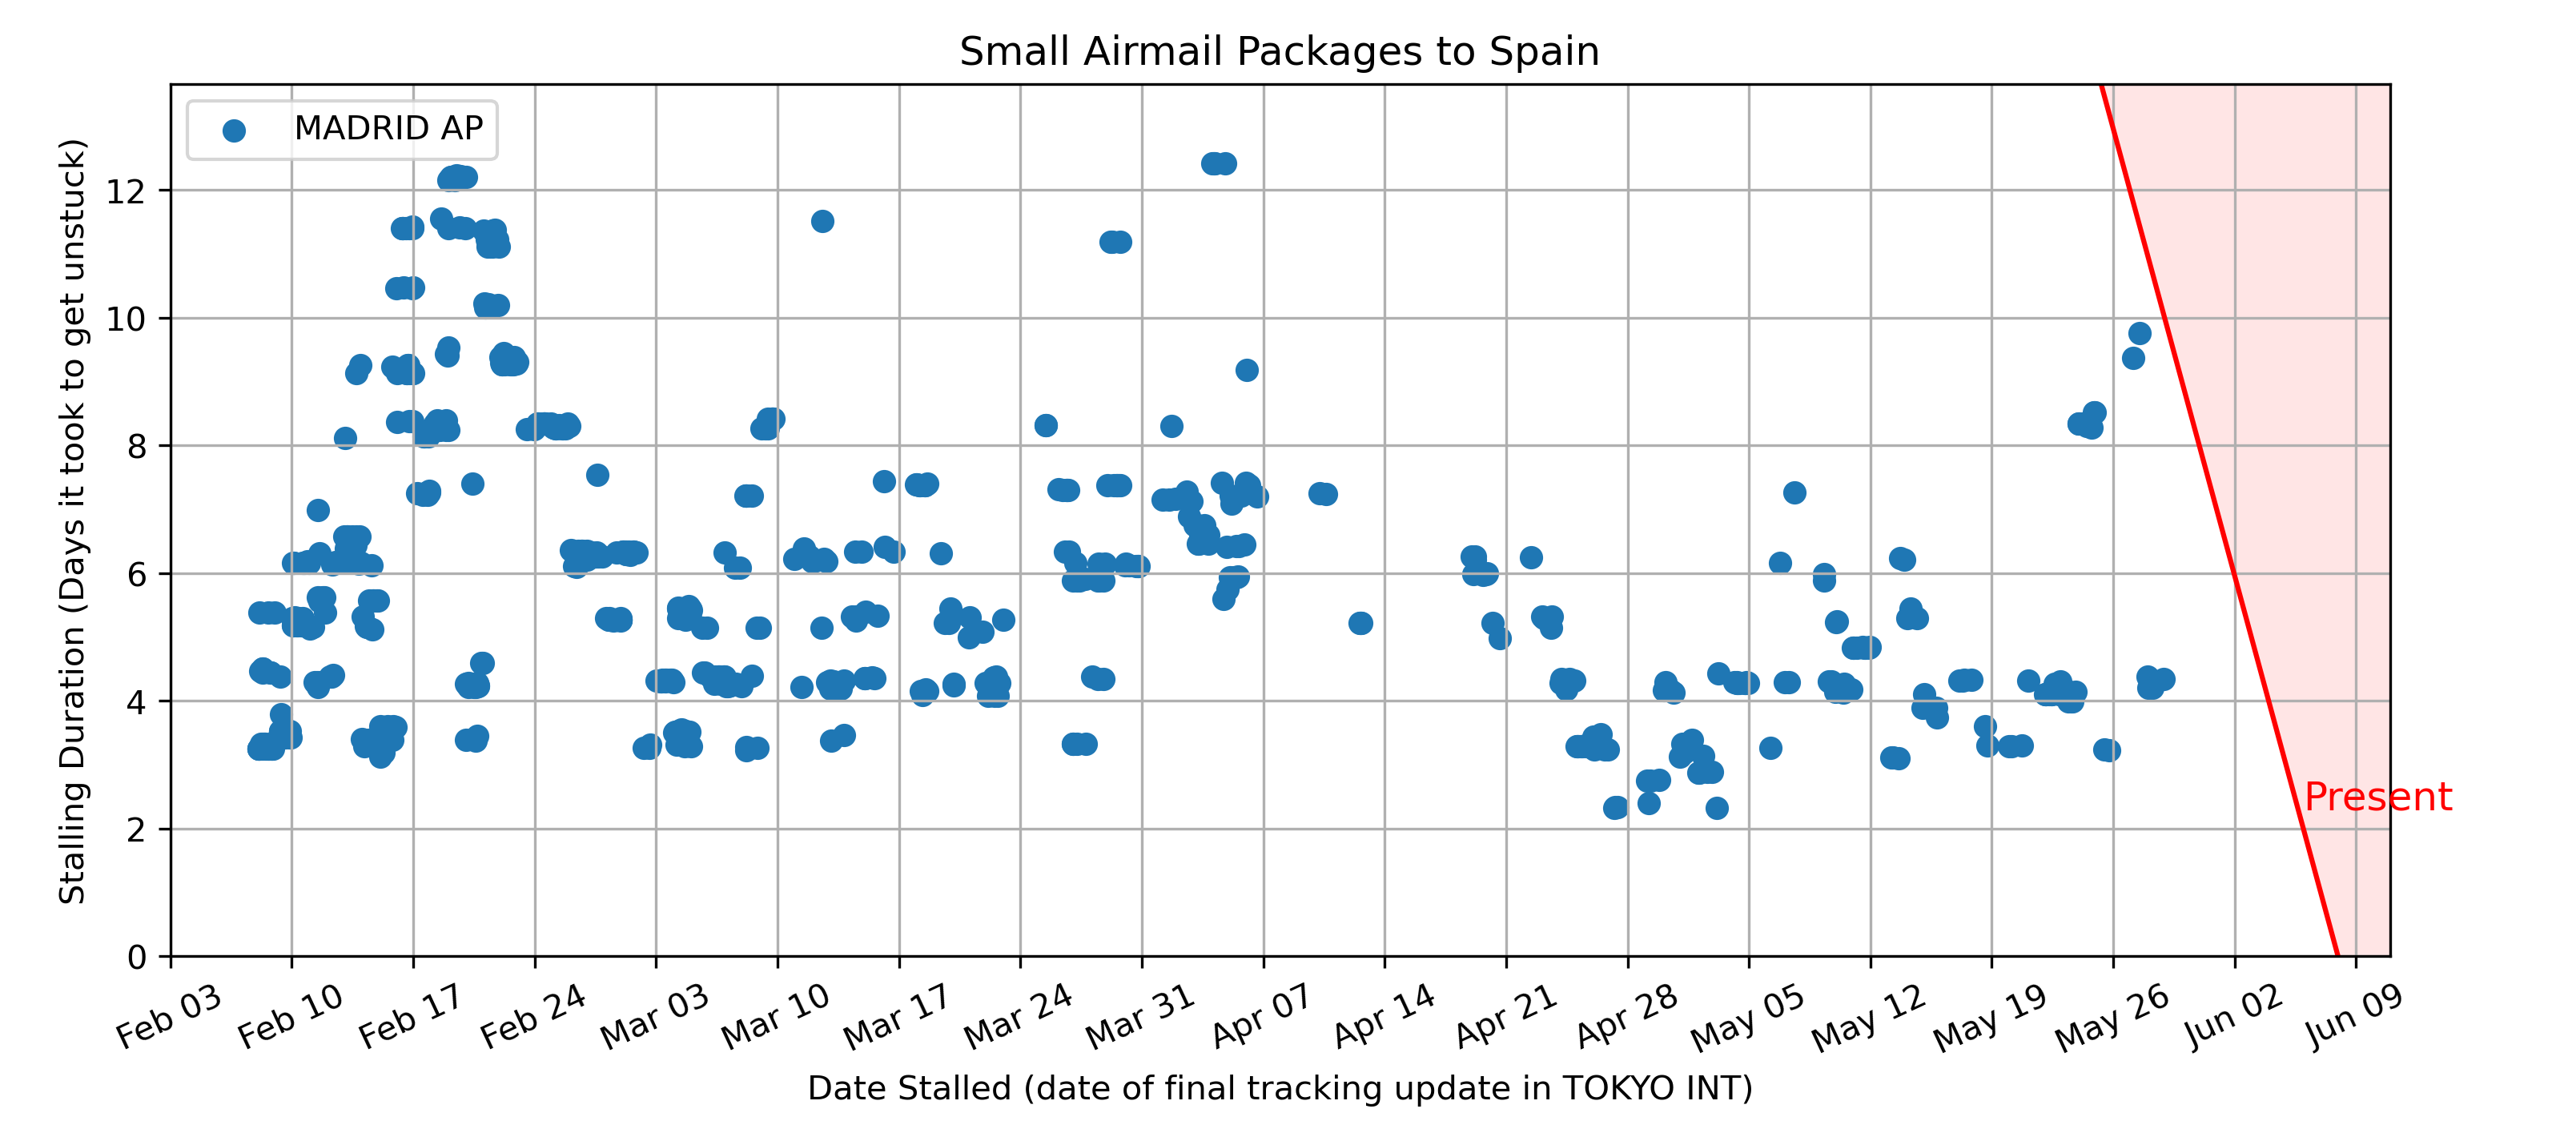 Small Airmail Packages to Spain
MADRID AP
Stalling Duration (Days it took to get unstuck)
12
10
8
6
4
2
0
Present
Feb 03
Feb 10
Feb 17
Feb 24
Mar 03
Mar 10
Mar 17
Mar 24
Mar 31
Apr 07
Apr 14
Apr 21
Apr 28
May 05
May 12
May 19
May 26
Jun 02
Jun 09
Date Stalled (date of final tracking update in TOKYO INT)